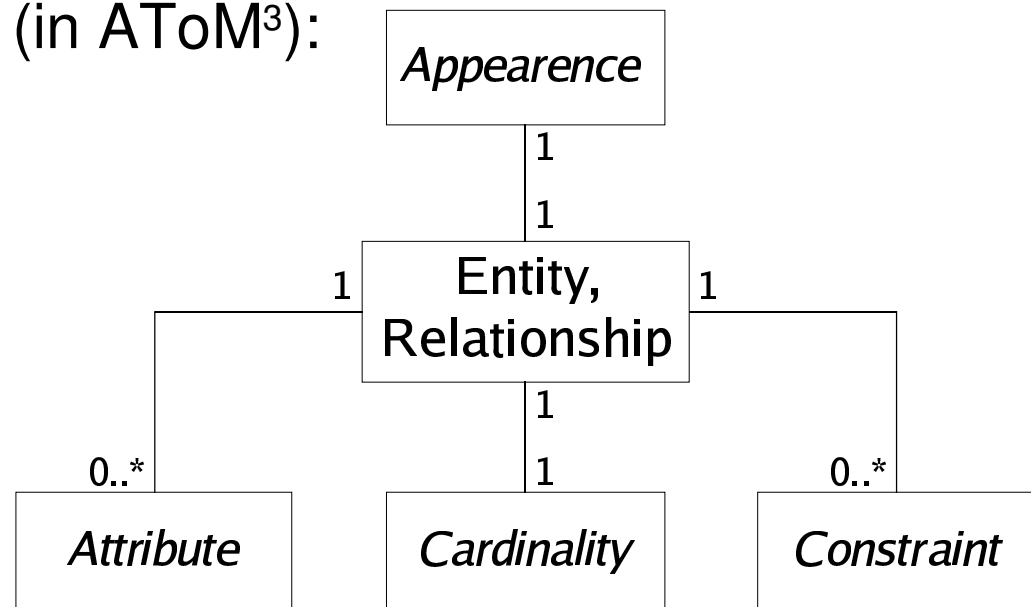 (in AToM³):
Appearence
1
1
1
Entity,
1
Relationship
1
0..*
1
0..*
Attribute
Cardinality
Constraint